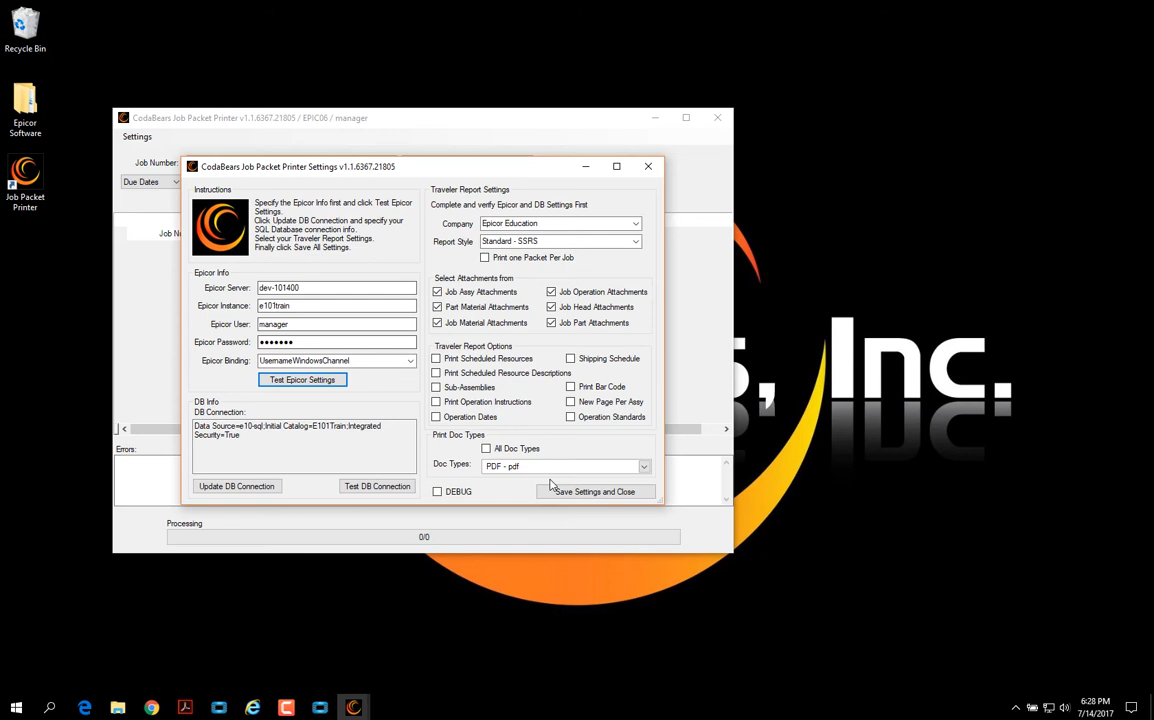 Recycle Bin
Epicor
Software
Job Packet
Printer
CodaBears Job Packet Printer v1.1.6367.21805 / EPIC06 / manager
Settings
Job Number:
Due Dates
Job N
Errors:
Processing
0/0
CodaBears Job Packet Printer Settings v1.1.6367.21805
Instructions
Specify the Epicor Info first and click Test Epicor
Settings.
Click Update DB Connection and specify your
SQL Database connection info.
Select your Traveler Report Settings.
Finally click Save All Settings.
Epicor Info
Epicor Server: dev-101400
Epicor Instance: e101train
Epicor User: manager
Epicor Password: •••••••
Epicor Binding: UsernameWindowsChannel
Test Epicor Settings
DB Info
DB Connection:
Data Source=e10-sql;Initial Catalog=E101Train;Integrated
Security=True
Update DB Connection Test DB Connection
Traveler Report Settings
Complete and verify Epicor and DB Settings First
Company Epicor Education
Report Style Standard - SSRS
Print one Packet Per Job
Select Attachments from
Job Assy Attachments Job Operation Attachments
Part Material Attachments Job Head Attachments
Job Material Attachments Job Part Attachments
Traveler Report Options
Print Scheduled Resources Shipping Schedule
Print Scheduled Resource Descriptions
Sub-Assemblies Print Bar Code
Print Operation Instructions New Page Per Assy
Operation Dates Operation Standards
Print Doc Types
All Doc Types
Doc Types: PDF - pdf
DEBUG Save Settings and Close
s, Inc.
6:28 PM
7/14/2017